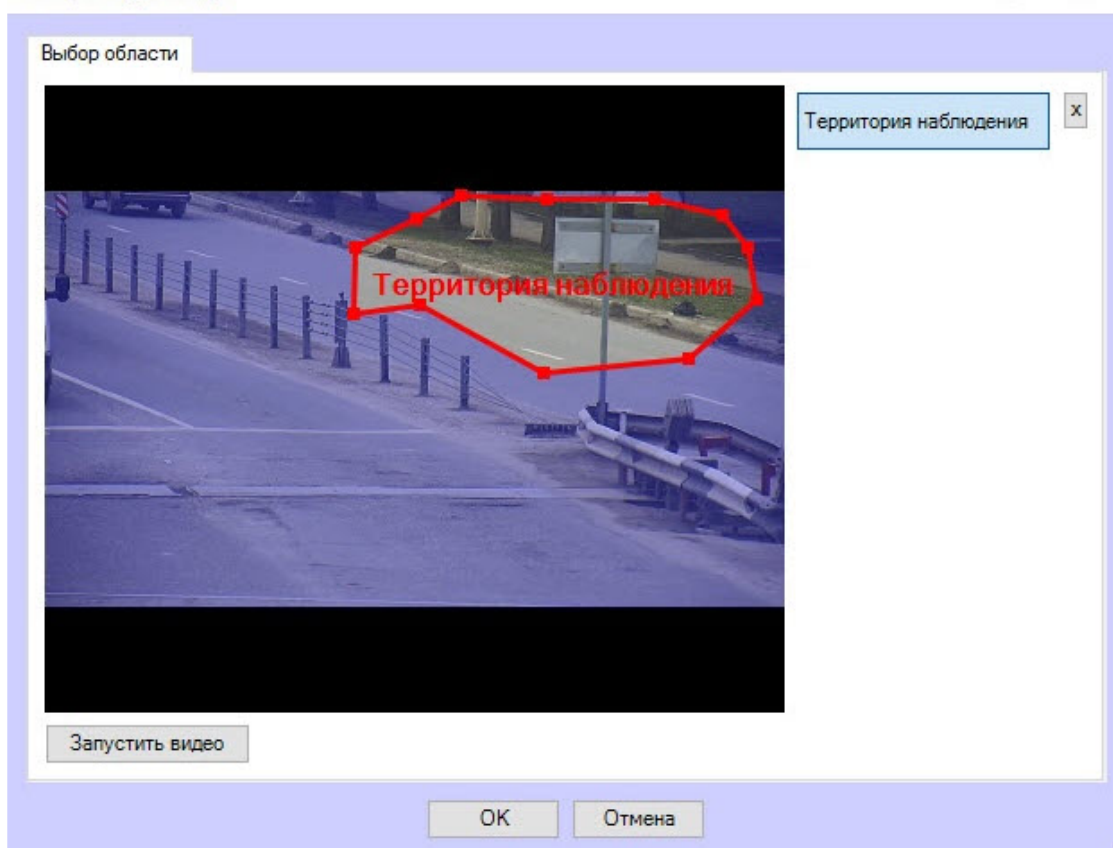 Выбор области
Территория наблюдения
x
Территория наблюдения
Запустить видео
OK
Отмена